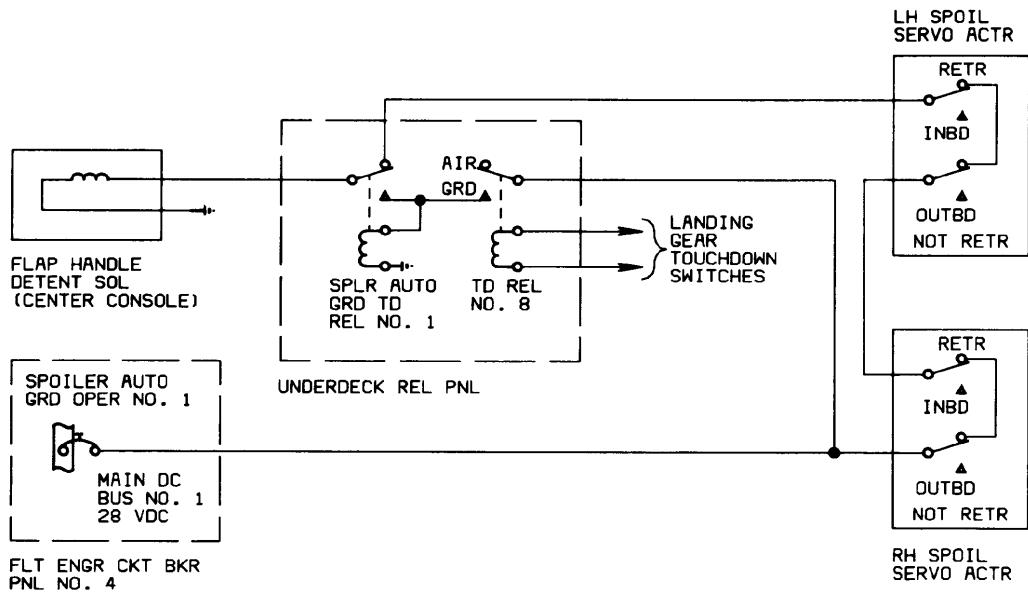 LH SPOIL
SERVO ACTR
RETR
INBD
OUTBD
NOT RETR
AIR
GRD
LANDING
GEAR
TOUCHDOWN
SWITCHES
FLAP HANDLE
DETENT SOL
(CENTER CONSOLE)
SPLR AUTO
GRD TD
REL NO. 1
TD REL
NO. 8
UNDERDECK REL PNL
SPOILER AUTO
GRD OPER NO. 1
MAIN DC
BUS NO. 1
28 VDC
FLT ENGR CKT BKR
PNL NO. 4
RETR
INBD
OUTBD
NOT RETR
RH SPOIL
SERVO ACTR